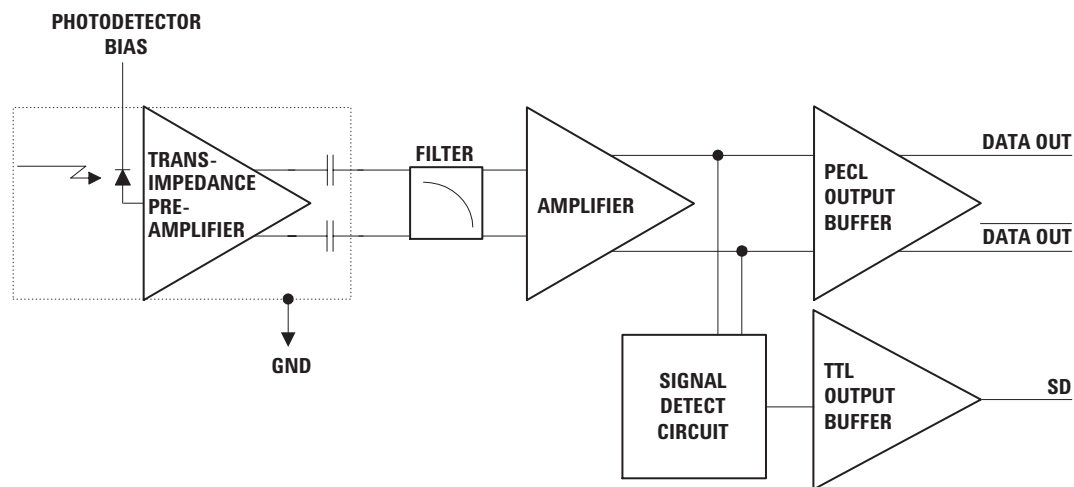 PHOTODETECTOR
BIAS
TRANS-
IMPEDANCE
PRE-
AMPLIFIER
GND
FILTER
AMPLIFIER
PECL
OUTPUT
BUFFER
DATA OUT
DATA OUT
SIGNAL
DETECT
CIRCUIT
TTL
OUTPUT
BUFFER
SD